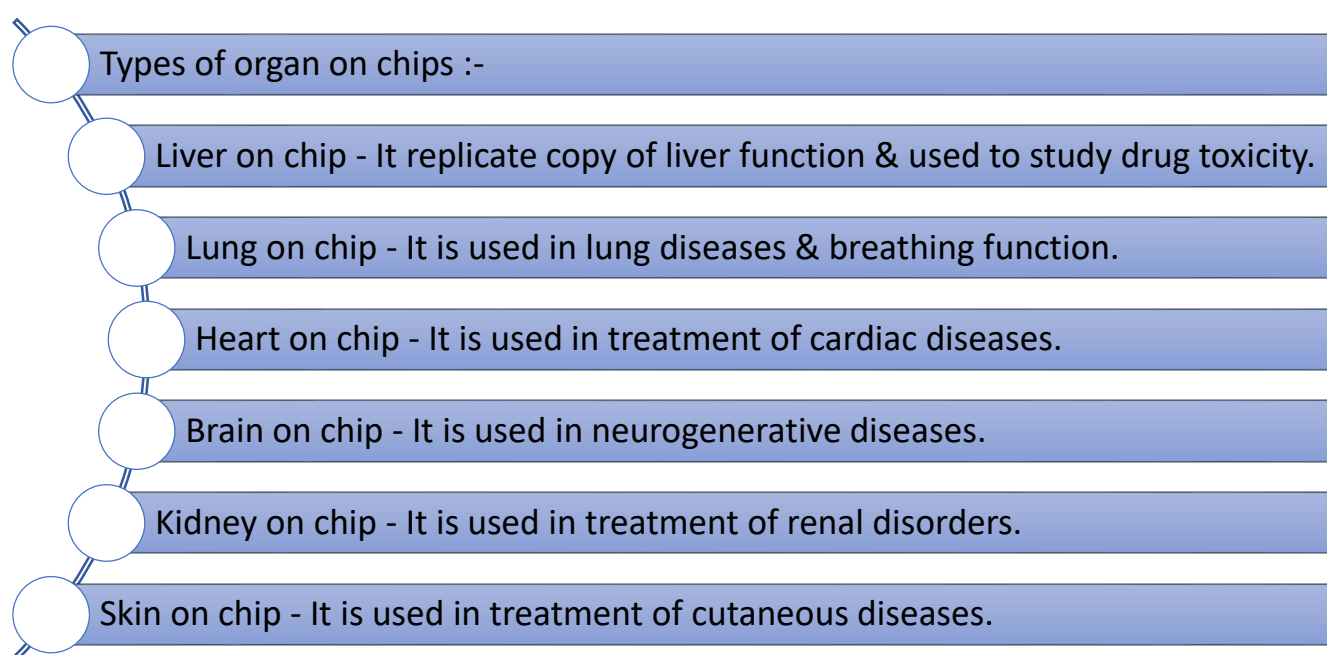 Types of organ on chips :-
Liver on chip - It replicate copy of liver function & used to study drug toxicity.
Lung on chip - It is used in lung diseases & breathing function.
Heart on chip - It is used in treatment of cardiac diseases.
Brain on chip - It is used in neurogenerative diseases.
Kidney on chip - It is used in treatment of renal disorders.
Skin on chip - It is used in treatment of cutaneous diseases.